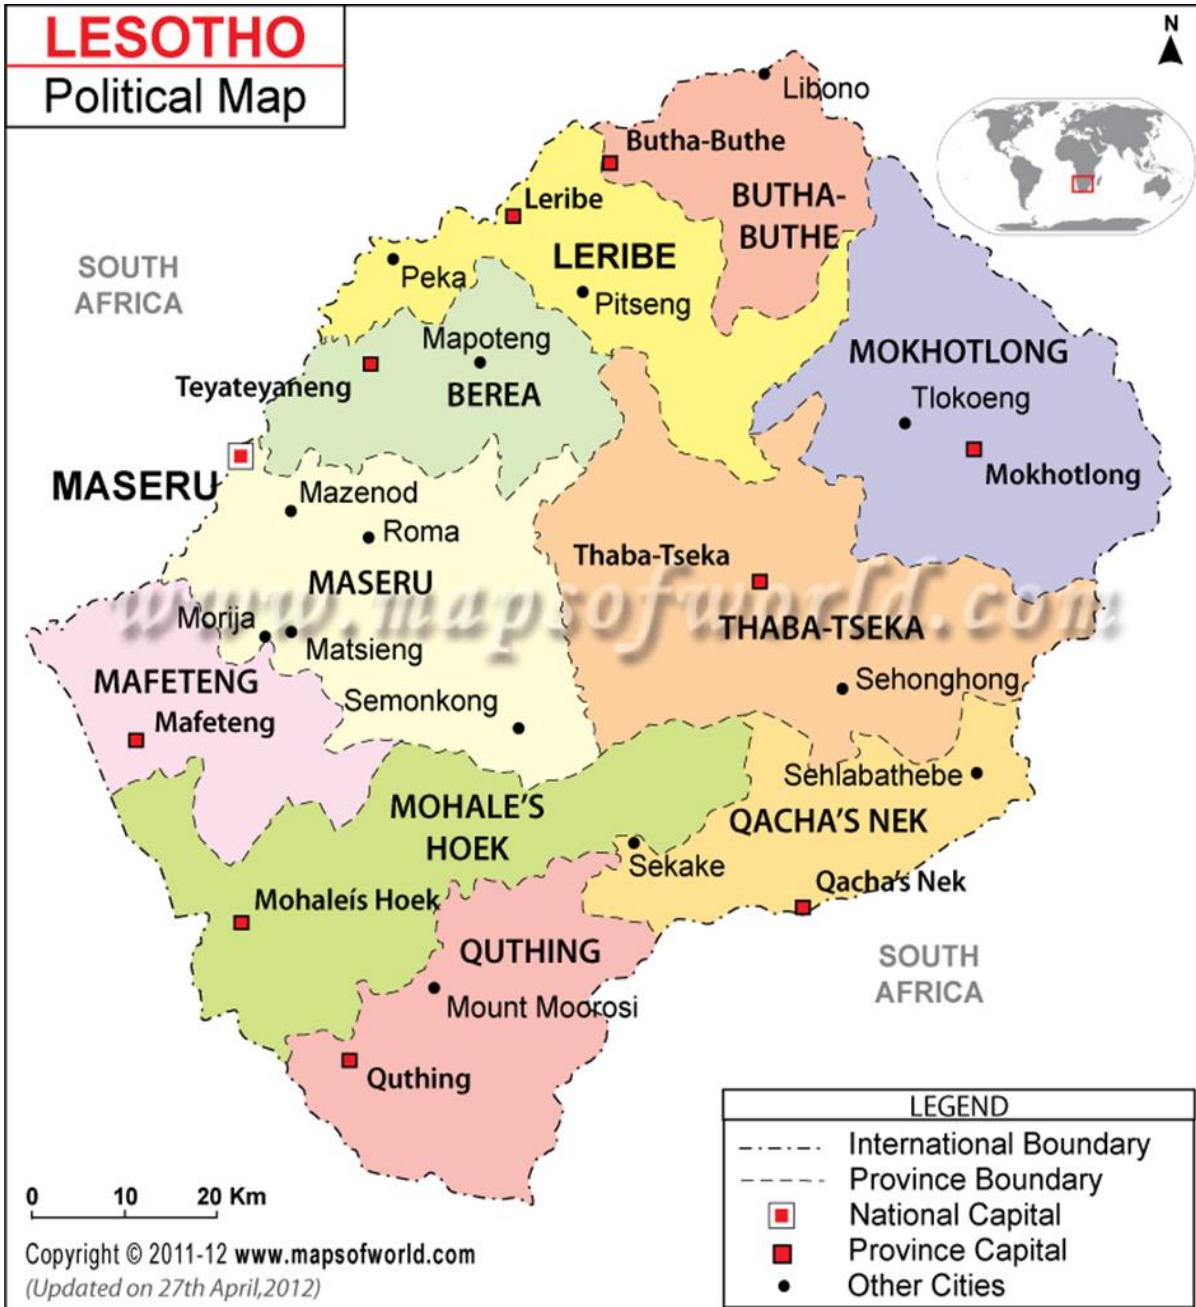 LESOTHO
Political Map
N
Libono
Butha-Buthe
BUTHA-
BUTHE
Leribe
LERIBE
Peka
Pitseng
SOUTH
AFRICA
Mapoteng
Teyateyaneng
BEREA
MOKHOTLONG
Tlokoeng
Mokhotlong
MASERU
Mazenod
Roma
MASERU
Thaba-Tseka
www.mapsofworld.com
THABA-TSEKA
Morija
Matsieng
Sehonghong
MAFETENG
Mafeteng
Semonkong
Sehlabathebe
MOHALE'S
HOEK
QACHA'S NEK
Sekake
Qacha's Nek
Mohaleís Hoek
QUTHING
SOUTH
AFRICA
Mount Moorosi
Quthing
LEGEND
International Boundary
Province Boundary
National Capital
Province Capital
Other Cities
0 10 20 Km
Copyright © 2011-12 www.mapsofworld.com
(Updated on 27th April,2012)